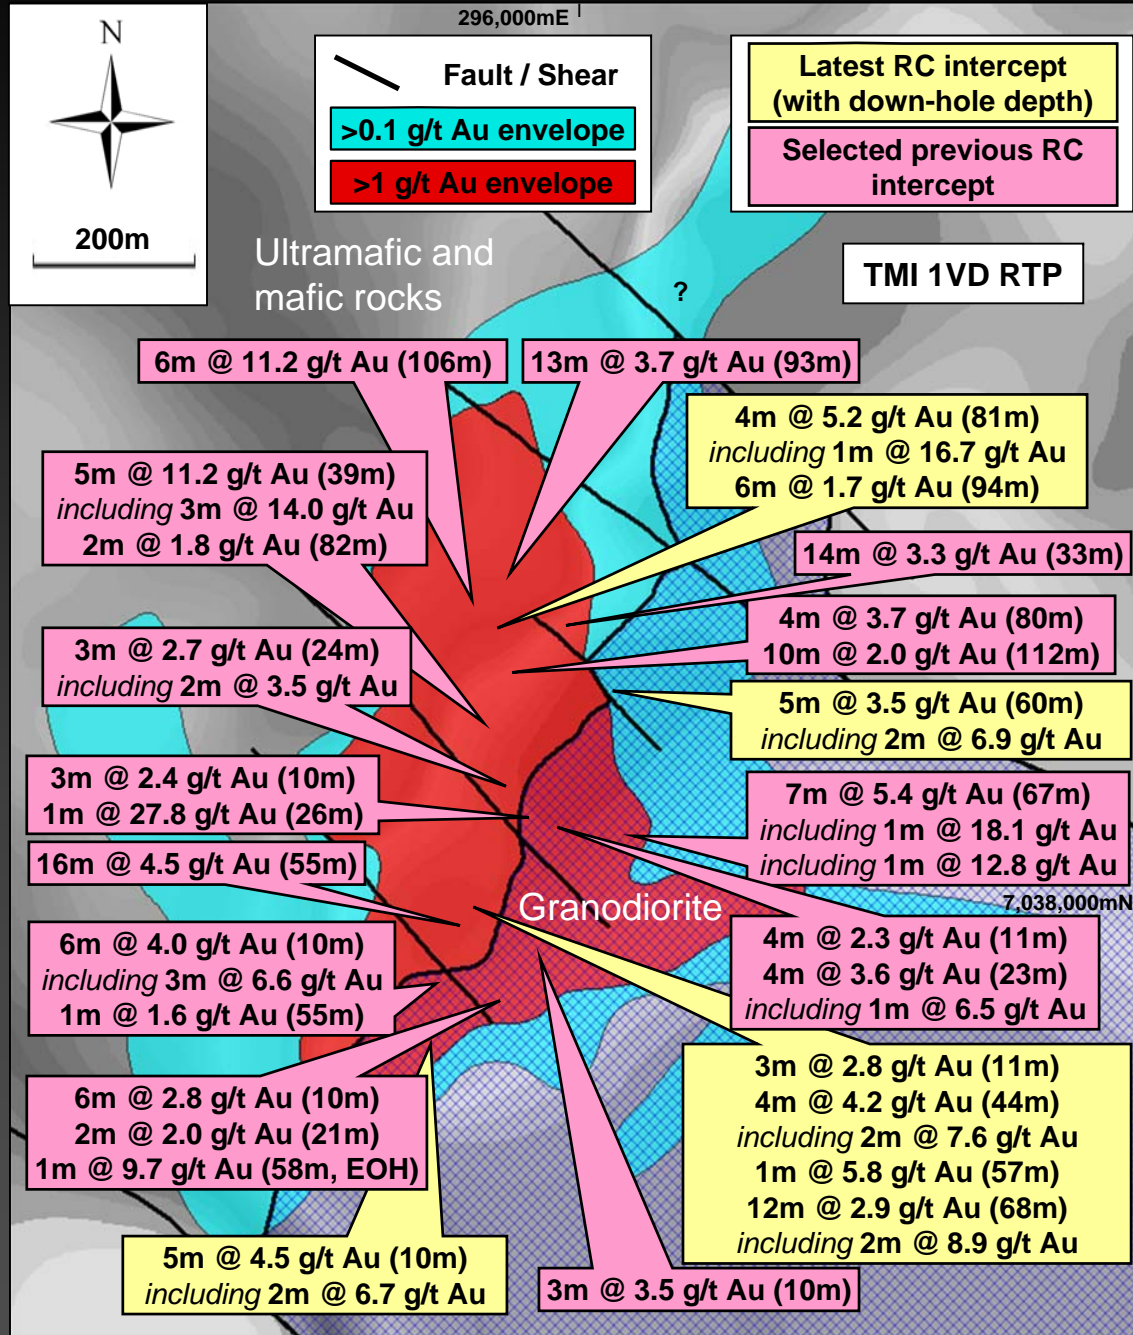 296,000mE
N
200m
Fault / Shear
>0.1 g/t Au envelope
>1 g/t Au envelope
Latest RC intercept
(with down-hole depth)
Selected previous RC
intercept
Ultramafic and
mafic rocks
TMI 1VD RTP
?
6m @ 11.2 g/t Au (106m)
13m @ 3.7 g/t Au (93m)
4m @ 5.2 g/t Au (81m)
including 1m @ 16.7 g/t Au
6m @ 1.7 g/t Au (94m)
5m @ 11.2 g/t Au (39m)
including 3m @ 14.0 g/t Au
2m @ 1.8 g/t Au (82m)
14m @ 3.3 g/t Au (33m)
4m @ 3.7 g/t Au (80m)
10m @ 2.0 g/t Au (112m)
3m @ 2.7 g/t Au (24m)
including 2m @ 3.5 g/t Au
5m @ 3.5 g/t Au (60m)
including 2m @ 6.9 g/t Au
3m @ 2.4 g/t Au (10m)
1m @ 27.8 g/t Au (26m)
7m @ 5.4 g/t Au (67m)
including 1m @ 18.1 g/t Au
including 1m @ 12.8 g/t Au
16m @ 4.5 g/t Au (55m)
Granodiorite
7,038,000mN
6m @ 4.0 g/t Au (10m)
including 3m @ 6.6 g/t Au
1m @ 1.6 g/t Au (55m)
4m @ 2.3 g/t Au (11m)
4m @ 3.6 g/t Au (23m)
including 1m @ 6.5 g/t Au
6m @ 2.8 g/t Au (10m)
2m @ 2.0 g/t Au (21m)
1m @ 9.7 g/t Au (58m, EOH)
3m @ 2.8 g/t Au (11m)
4m @ 4.2 g/t Au (44m)
including 2m @ 7.6 g/t Au
1m @ 5.8 g/t Au (57m)
12m @ 2.9 g/t Au (68m)
including 2m @ 8.9 g/t Au
5m @ 4.5 g/t Au (10m)
including 2m @ 6.7 g/t Au
3m @ 3.5 g/t Au (10m)